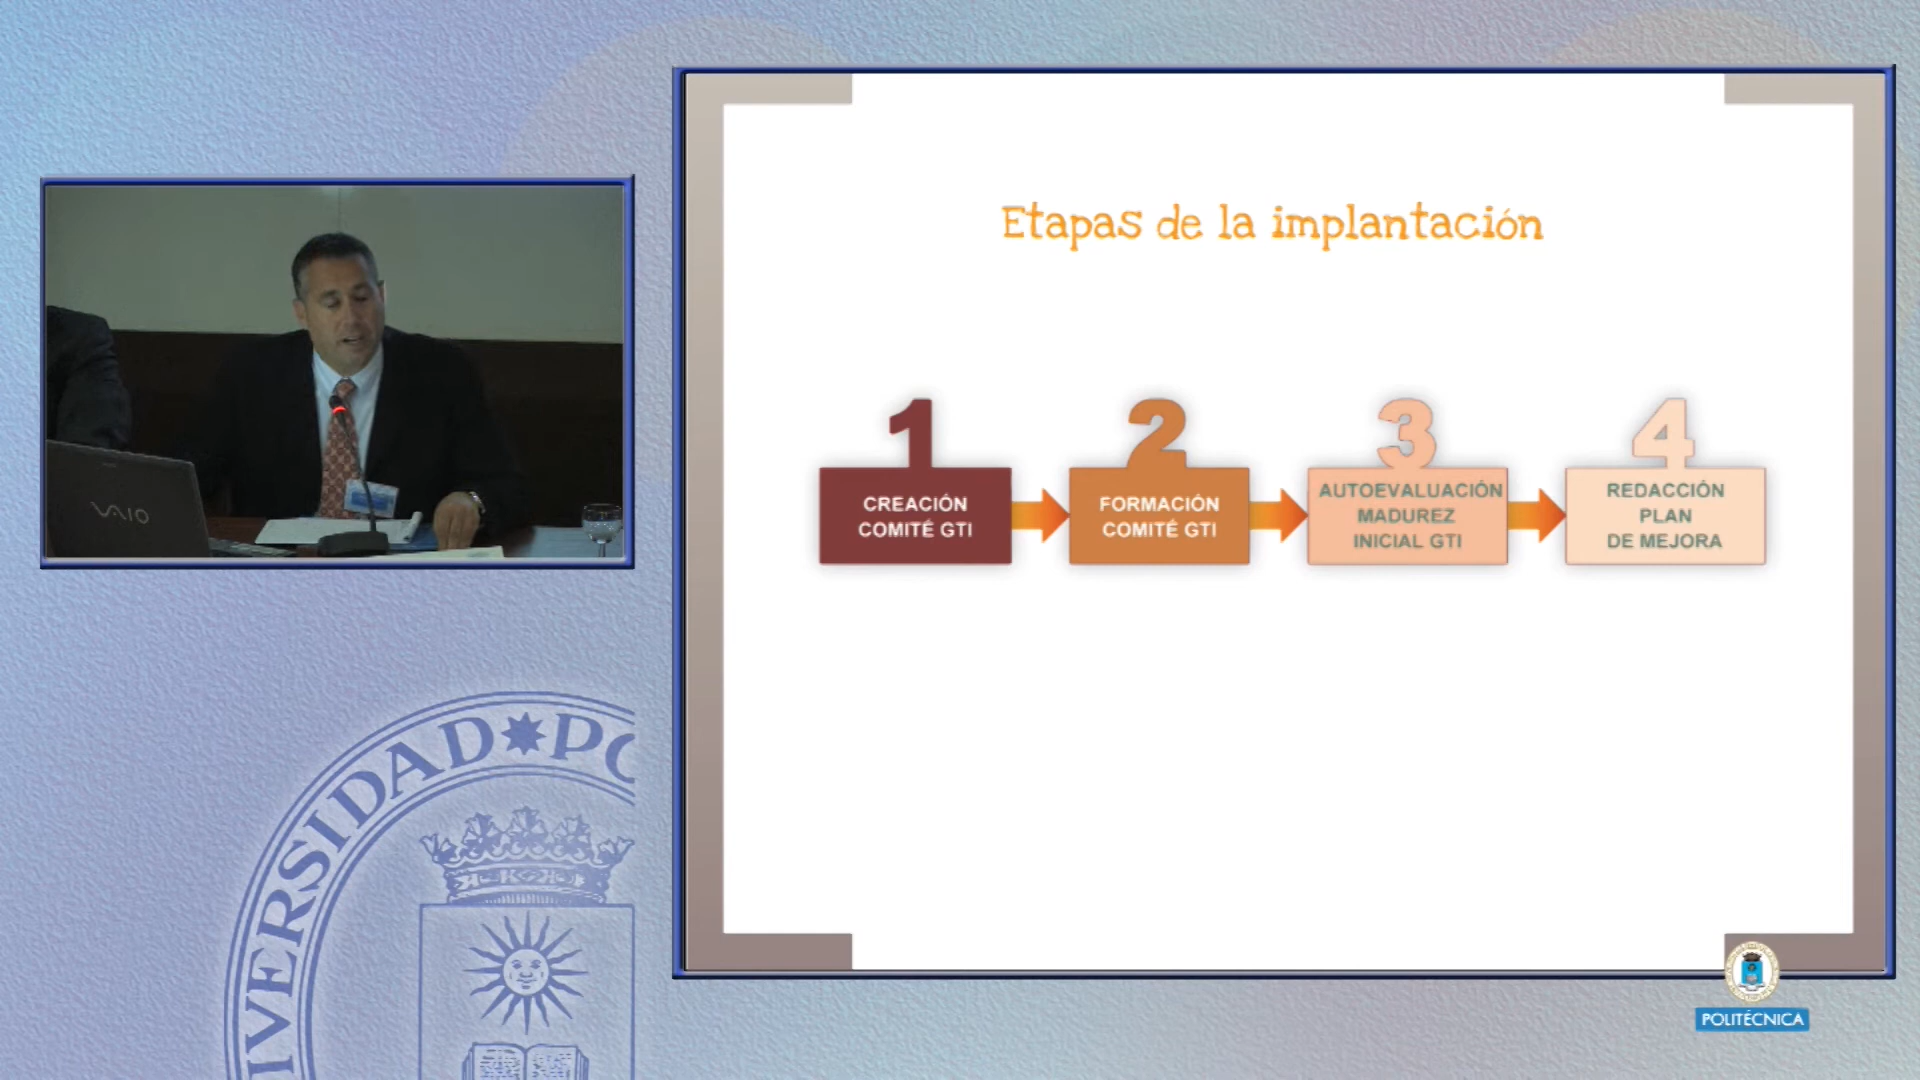 Etapas de la implantación
1
CREACIÓN
COMITÉ GTI
2
FORMACIÓN
COMITÉ GTI
3
AUTOEVALUACIÓN
MADUREZ
INICIAL GTI
4
REDACCIÓN
PLAN
DE MEJORA
VAIO
IVERSIDAD PO
POLITÉCNICA